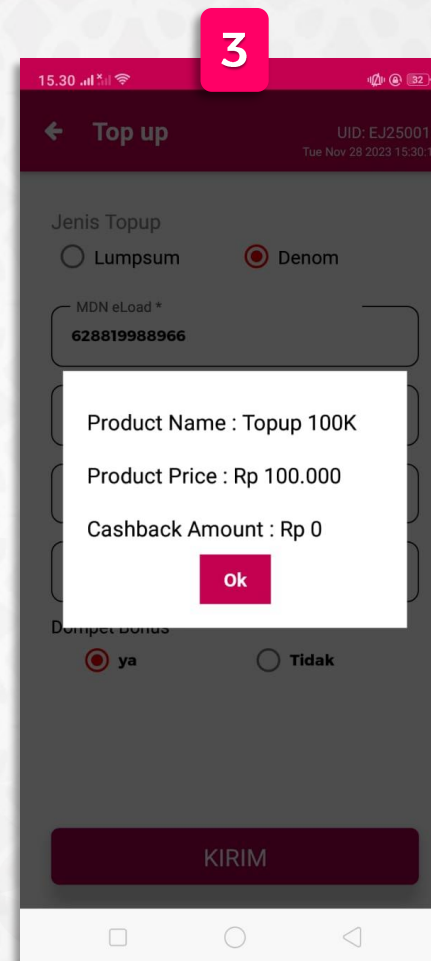 3
15.30
32
Top up
UID: EJ25001
Tue Nov 28 2023 15:30:1
Jenis Topup
Lumpsum
Denom
MDN eLoad *
628819988966
Product Name : Topup 100K
Product Price : Rp 100.000
Cashback Amount : Rp 0
Ok
Dompet Bonus
ya
Tidak
KIRIM